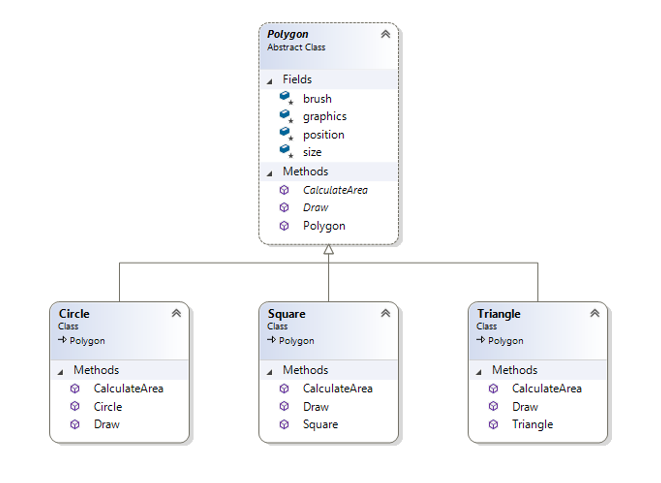 Polygon
Abstract Class
Fields
brush
graphics
position
size
Methods
CalculateArea
Draw
Polygon
Circle
Class
Polygon
Methods
CalculateArea
Circle
Draw
Square
Class
Polygon
Methods
CalculateArea
Draw
Square
Triangle
Class
Polygon
Methods
CalculateArea
Draw
Triangle